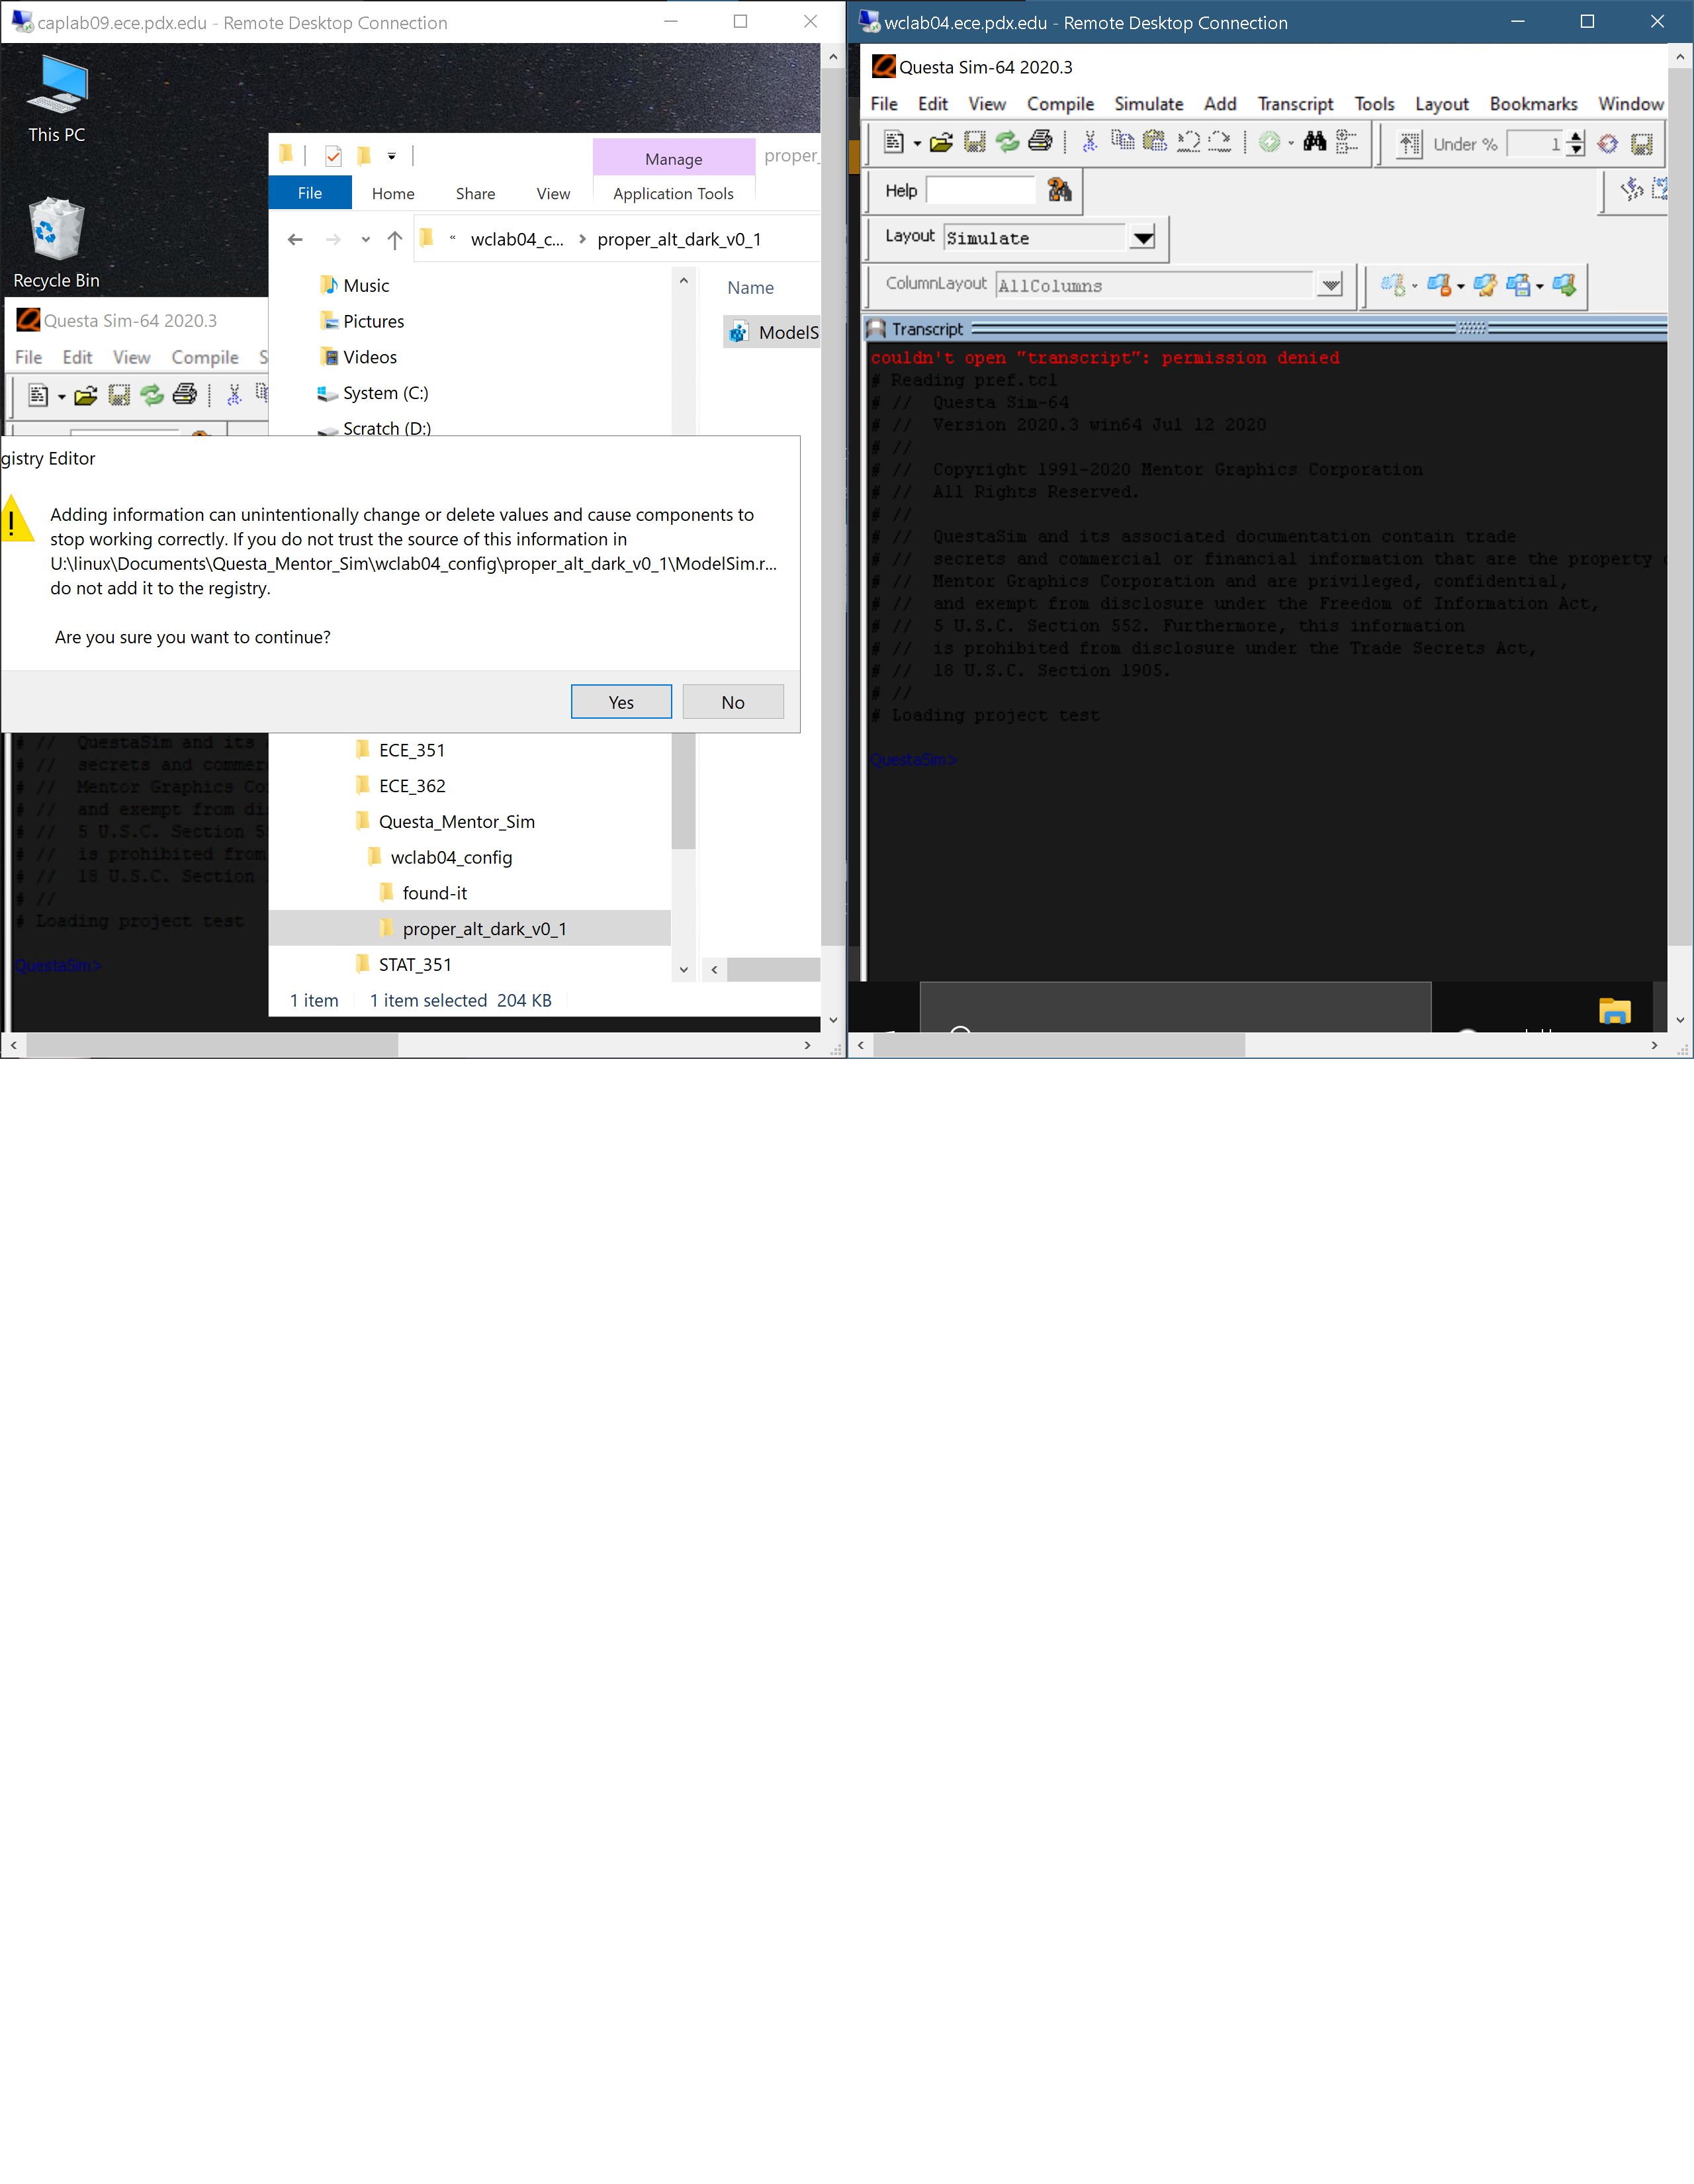 caplab09.ece.pdx.edu - Remote Desktop Connection
This PC
Recycle Bin
Manage
proper_
File
Home
Share
View
Application Tools
« wclab04_c... > proper_alt_dark_v0_1
Music
Pictures
Videos
System (C:)
Scratch (D:)
Name
ModelS
Questa Sim-64 2020.3
File Edit View Compile S
gistry Editor
Adding information can unintentionally change or delete values and cause components to
stop working correctly. If you do not trust the source of this information in
U:\linux\Documents\Questa_Mentor_Sim\wclab04_config\proper_alt_dark_v0_1\ModelSim.r...
do not add it to the registry.
Are you sure you want to continue?
Yes
No
# // QuestaSim and its
# // secrets and commer
# // Mentor Graphics Co
# // and exempt from di
# // 5 U.S.C. Section 5
# // is prohibited from
# // 18 U.S.C. Section
# //
# Loading project test
QuestaSim>
ECE_351
ECE_362
Questa_Mentor_Sim
wclab04_config
found-it
proper_alt_dark_v0_1
STAT_351
1 item
1 item selected 204 KB
wclab04.ece.pdx.edu - Remote Desktop Connection
Questa Sim-64 2020.3
File Edit View Compile Simulate Add Transcript Tools Layout Bookmarks Window
Under % 1
Help
Layout Simulate
ColumnLayout AllColumns
Transcript
couldn't open "transcript": permission denied
# Reading pref.tcl
# // Questa Sim-64
# // Version 2020.3 win64 Jul 12 2020
# //
# // Copyright 1991-2020 Mentor Graphics Corporation
# // All Rights Reserved.
# //
# // QuestaSim and its associated documentation contain trade
# // secrets and commercial or financial information that are the property
# // Mentor Graphics Corporation and are privileged, confidential,
# // and exempt from disclosure under the Freedom of Information Act,
# // 5 U.S.C. Section 552. Furthermore, this information
# // is prohibited from disclosure under the Trade Secrets Act,
# // 18 U.S.C. Section 1905.
# //
# Loading project test
QuestaSim>